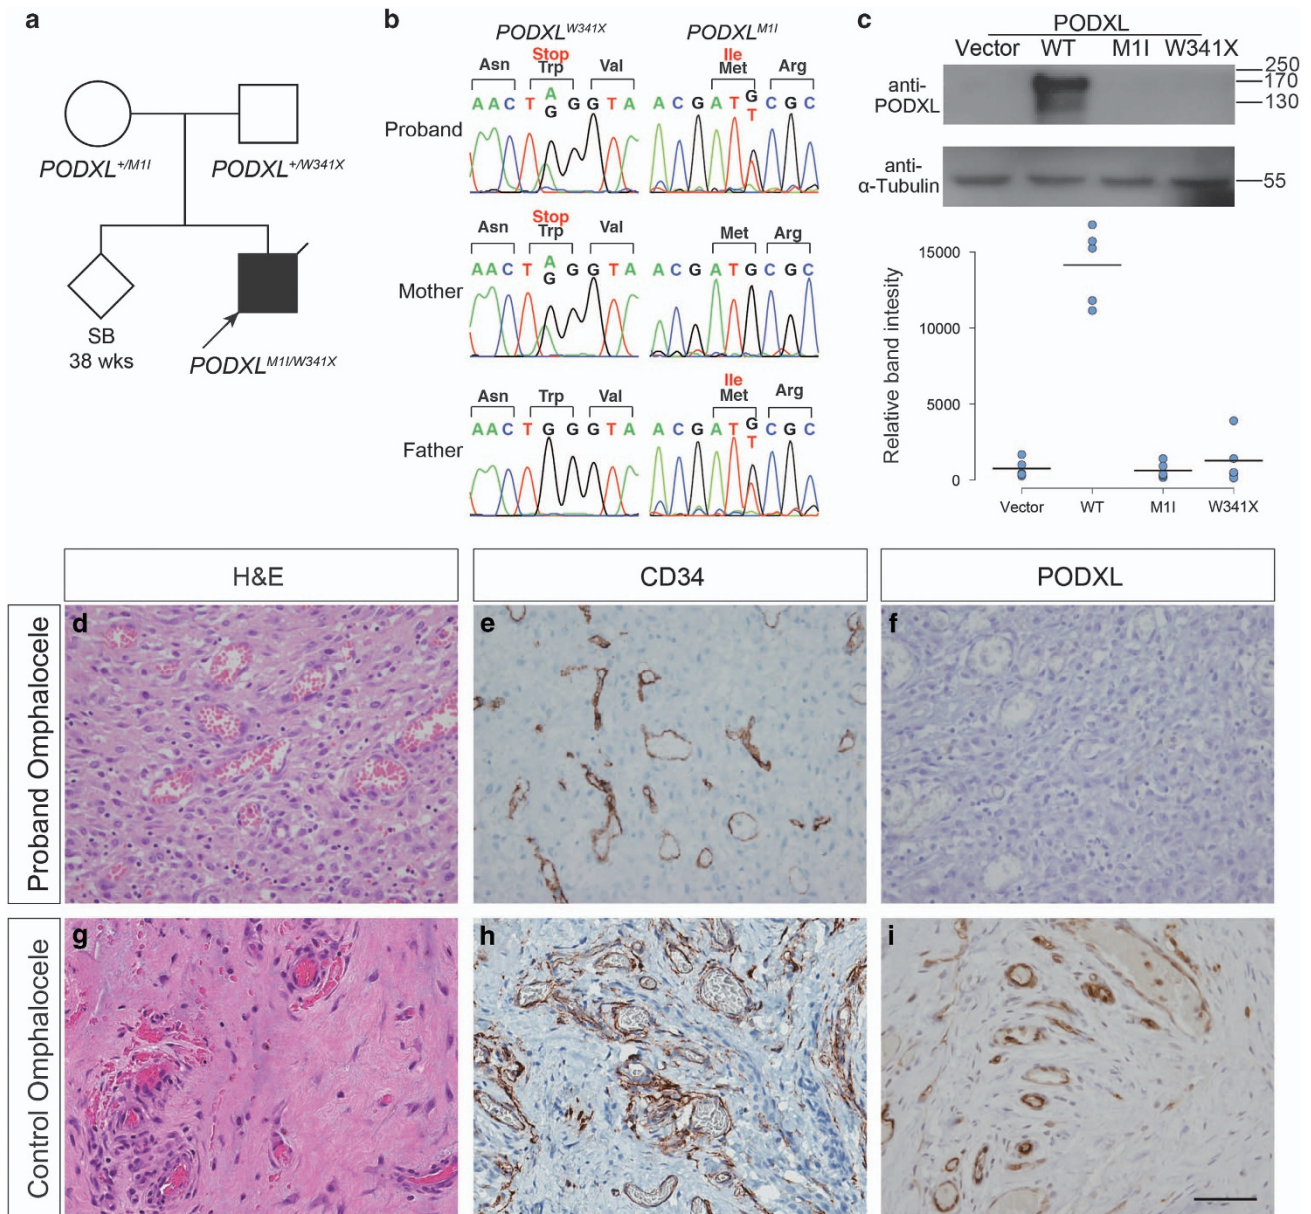 a
PODXL+/M1I
PODXL+/W341X
SB
38 wks
PODXLM1I/W341X
b
PODXLW341X
PODXLM1I
Stop
Ile
Asn Trp Val
Met Arg
A A C T A G G T A
G
A C G A T G C G C
T
Proband
Stop
Asn Trp Val
Met Arg
A A C T A G G T A
G
A C G A T G C G C
Mother
Ile
Asn Trp Val
Met Arg
A A C T G G G T A
A C G A T G C G C
T
Father
c
PODXL
Vector WT M1I W341X
anti-
PODXL
250
170
130
anti-
α-Tubulin
55
Relative band intesity
15000
10000
5000
0
Vector WT M1I W341X
H&E
CD34
PODXL
Proband Omphalocele
d
e
f
Control Omphalocele
g
h
i